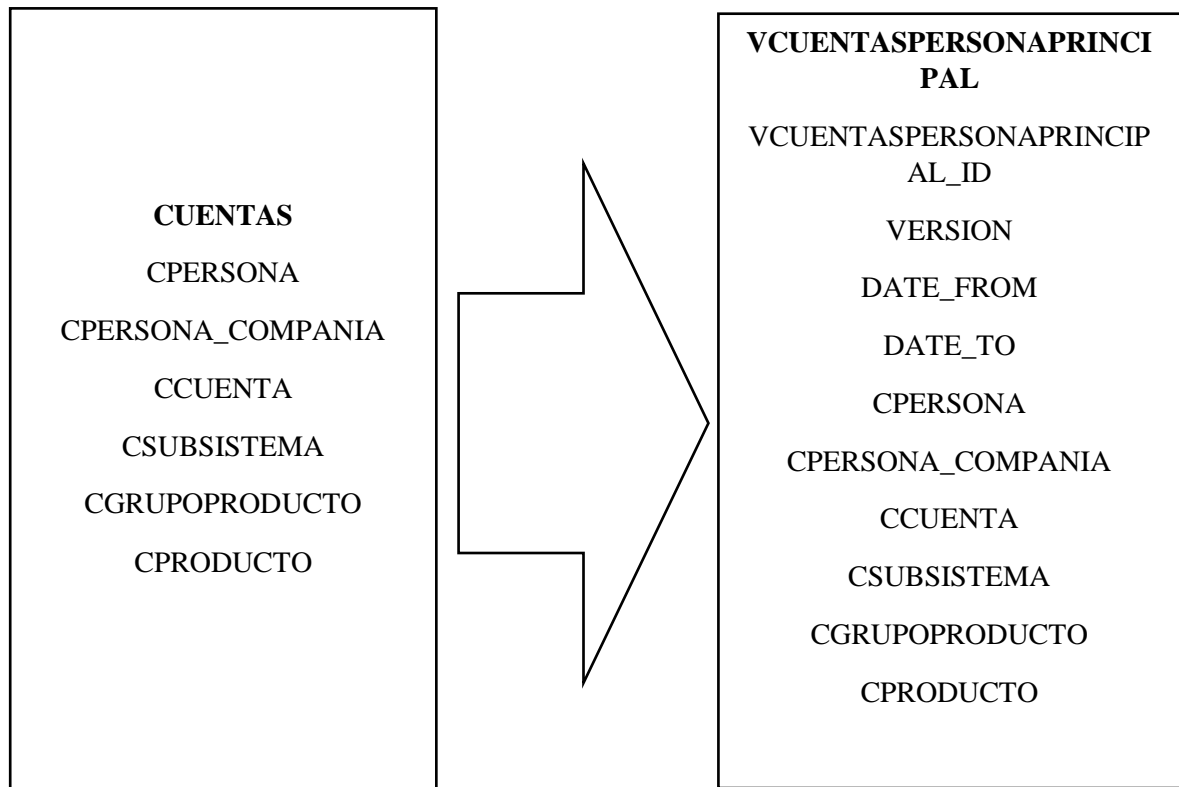 CUENTAS
CPERSONA
CPERSONA_COMPANIA
CCUENTA
CSUBSISTEMA
CGRUPOPRODUCTO
CPRODUCTO
VCUENTASPERSONAPRINCI
PAL
VCUENTASPERSONAPRINCIP
AL_ID
VERSION
DATE_FROM
DATE_TO
CPERSONA
CPERSONA_COMPANIA
CCUENTA
CSUBSISTEMA
CGRUPOPRODUCTO
CPRODUCTO